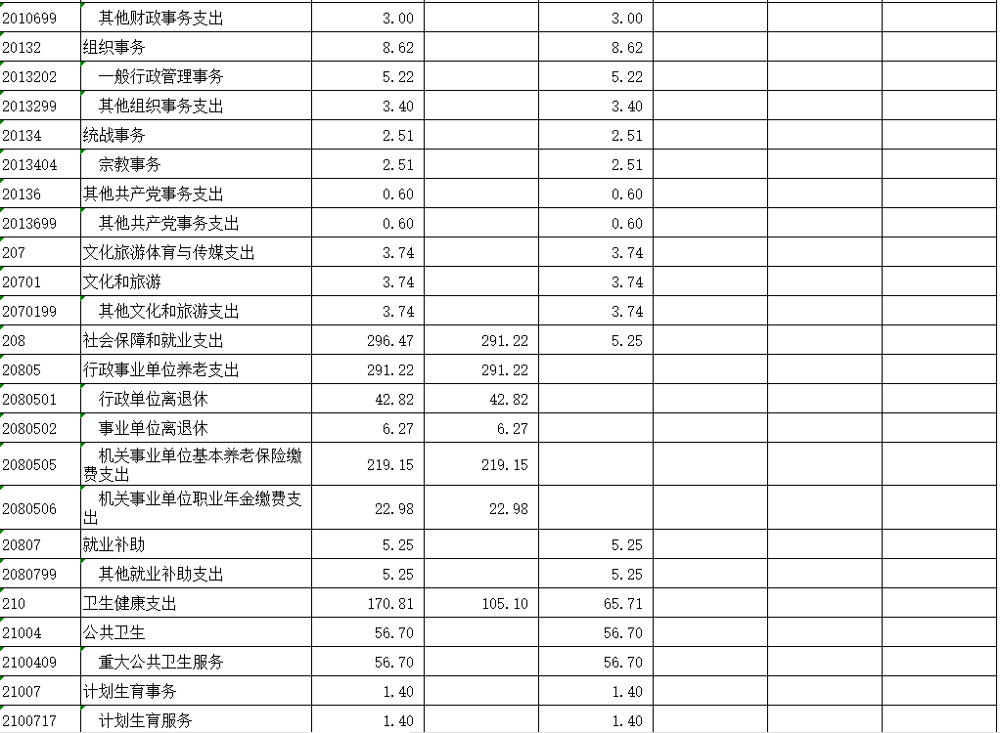 2010699 其他财政事务支出 3.00 3.00
20132 组织事务 8.62 8.62
2013202 一般行政管理事务 5.22 5.22
2013299 其他组织事务支出 3.40 3.40
20134 统战事务 2.51 2.51
2013404 宗教事务 2.51 2.51
20136 其他共产党事务支出 0.60 0.60
2013699 其他共产党事务支出 0.60 0.60
207 文化旅游体育与传媒支出 3.74 3.74
20701 文化和旅游 3.74 3.74
2070199 其他文化和旅游支出 3.74 3.74
208 社会保障和就业支出 296.47 291.22 5.25
20805 行政事业单位养老支出 291.22 291.22
2080501 行政单位离退休 42.82 42.82
2080502 事业单位离退休 6.27 6.27
2080505 机关事业单位基本养老保险缴
费支出 219.15 219.15
2080506 机关事业单位职业年金缴费支
出 22.98 22.98
20807 就业补助 5.25 5.25
2080799 其他就业补助支出 5.25 5.25
210 卫生健康支出 170.81 105.10 65.71
21004 公共卫生 56.70 56.70
2100409 重大公共卫生服务 56.70 56.70
21007 计划生育事务 1.40 1.40
2100717 计划生育服务 1.40 1.40